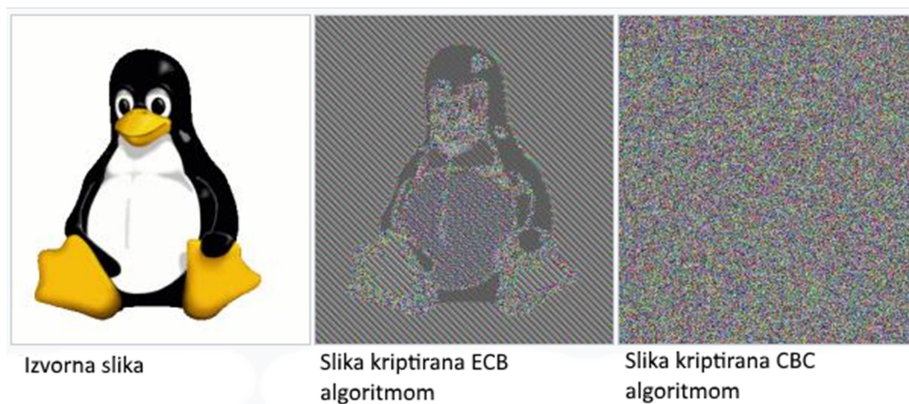 Izvorna slika
Slika kriptirana ECB
algoritmom
Slika kriptirana CBC
algoritmom